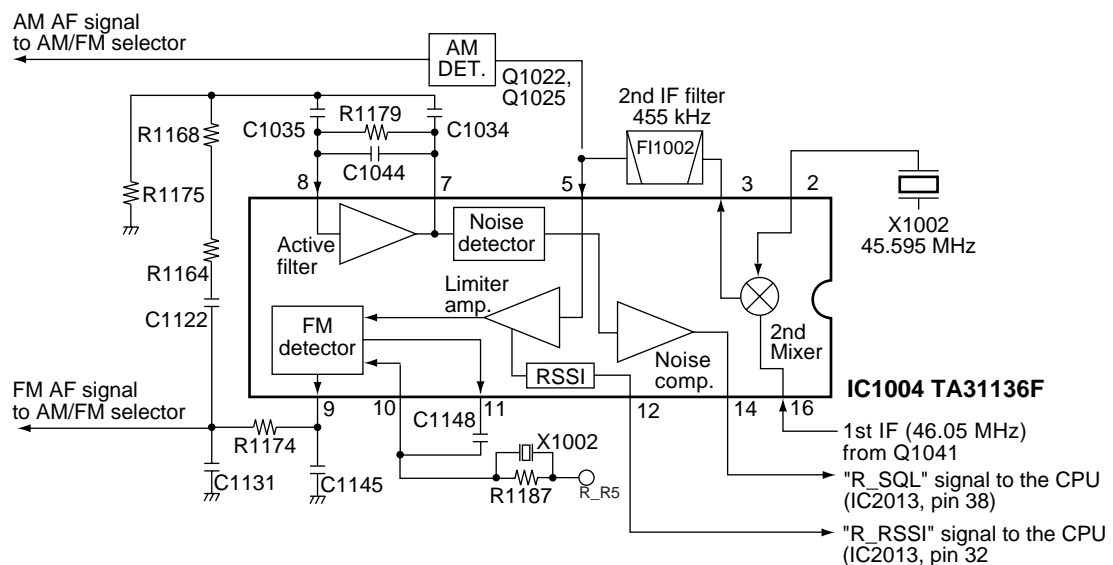 AM AF signal
to AM/FM selector
AM
DET.
Q1022,
Q1025
2nd IF filter
455 kHz
FI1002
R1179
C1035
C1034
C1044
R1168
R1175
R1164
C1122
8
7
5
3
2
X1002
45.595 MHz
Active
filter
Noise
detector
Limiter
amp.
FM
detector
RSSI
Noise
comp.
2nd
Mixer
IC1004 TA31136F
FM AF signal
to AM/FM selector
9
10
11
12
14
16
C1148
R1174
C1131
C1145
X1002
R1187
R_R5
1st IF (46.05 MHz)
from Q1041
"R_SQL" signal to the CPU
(IC2013, pin 38)
"R_RSSI" signal to the CPU
(IC2013, pin 32